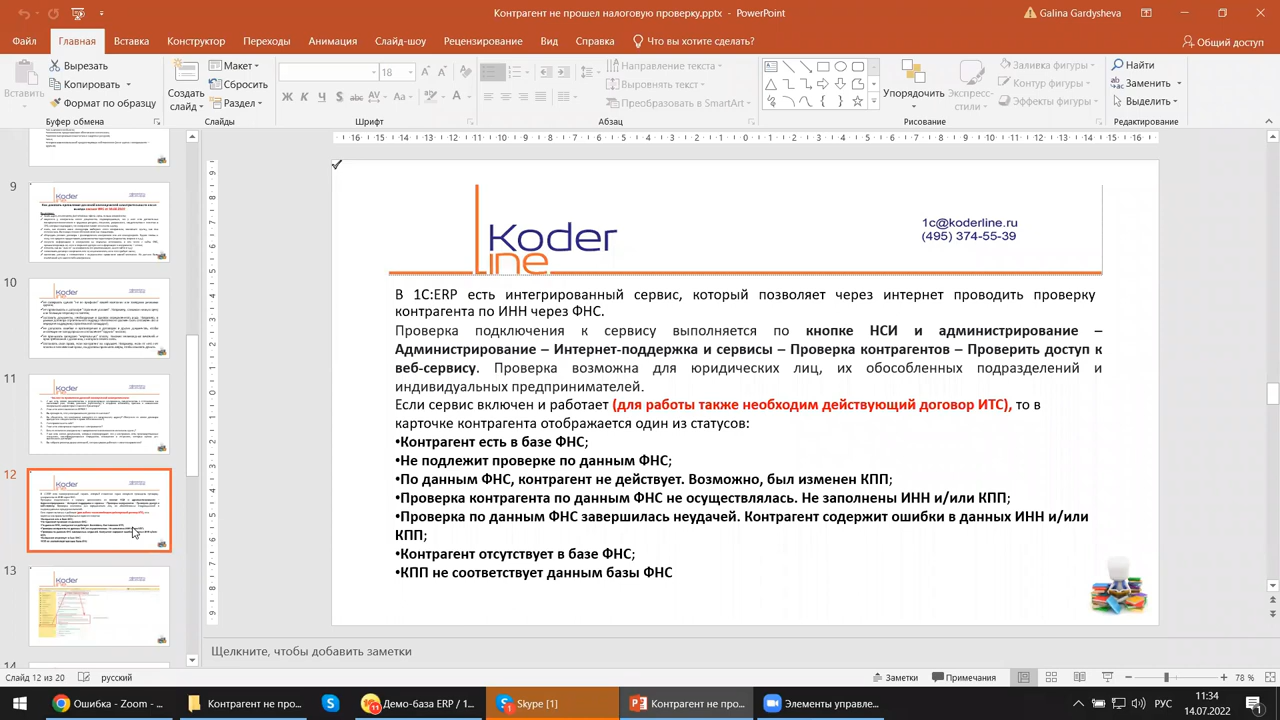 Контрагент не прошел проверку.pptx - PowerPoint
Galina Gardysheva
Файл Главная Вставка Конструктор Переходы Анимация Слайд-шоу Рецензирование Вид Справка Что вы хотите сделать? Общий доступ
Вставить
Вырезать
Копировать
Формат по образцу
Буфер обмена
Создать слайд
Макет
Сбросить
Раздел
Слайды
18
Ж К Ч S abc AV Aa А
Шрифт
Направление текста
Выровнять текст
Преобразовать в SmartArt
Абзац
Упорядочить
Экспресс-стили
Заливка фигуры
Контур фигуры
Эффекты фигуры
Рисование
Найти
Заменить
Выделить
Редактирование
9
10
11
12
13
14
Koder
line
1c@koderline.ru
(495) 374-55-39
В 1С:ERP есть интегрированный сервис, который позволяет через интернет проводить проверку
контрагента по ИНН через ФНС.
Проверка подключения к сервису выполняется по кнопке НСИ и администрирование –
Администрирование – Интернет-поддержка и сервисы – Проверка контрагентов – Проверить доступ к
веб-сервису. Проверка возможна для юридических лиц, их обособленных подразделений и
индивидуальных предпринимателей.
Если сервис включен и работает (для работы также необходим действующий договор ИТС), то в
карточке контрагента отображается один из статусов:
•Контрагент есть в базе ФНС;
•Не подлежит проверке по данным ФНС;
•По данным ФНС, контрагент не действует. Возможно, был изменен КПП;
•Проверка контрагента по данным ФНС не осуществлялась. Не заполнены ИНН и/или КПП;
•Проверка по данным ФНС завершилась неудачей. Контрагент содержит ошибки в данных ИНН и/или
КПП;
•Контрагент отсутствует в базе ФНС;
•КПП не соответствует данным базы ФНС
Щелкните, чтобы добавить заметки
Слайд 12 из 20 русский Заметки Примечания 78 %
Ошибка - Zoom - ... Контрагент не про... Демо-база ERP / 1... Skype [1] Контрагент не про... Элементы управле... РУС
11:34
14.07.2022